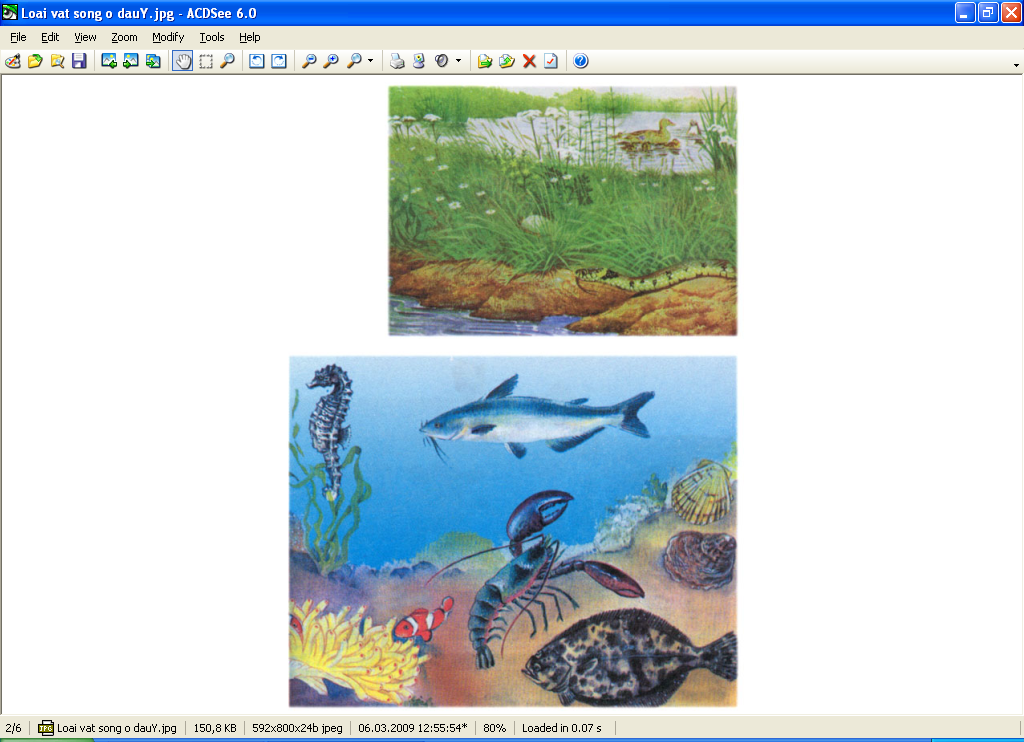 Loai vat song o dauY.jpg - ACDSee 6.0
File Edit View Zoom Modify Tools Help
2/6 Loai vat song o dauY.jpg 150,8 KB 592x800x24b jpeg 06.03.2009 12:55:54* 80% Loaded in 0.07 s